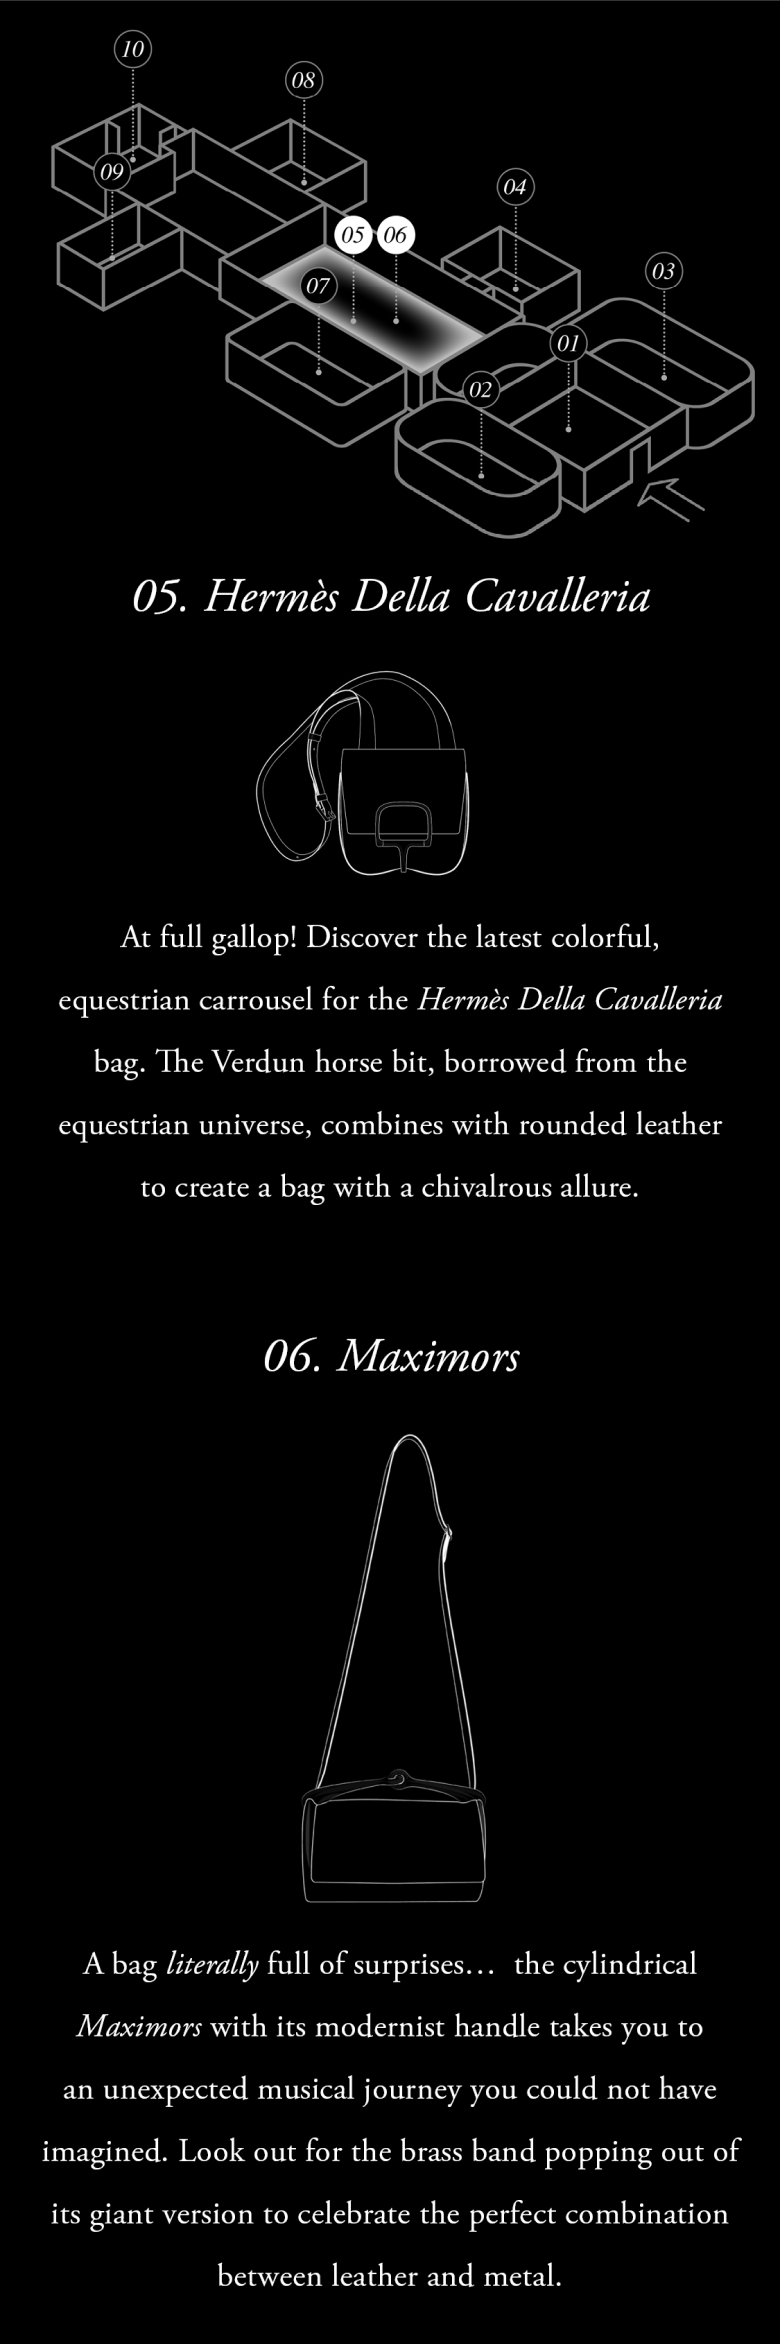 10
08
09
04
05
06
03
07
01
02
05. Hermès Della Cavalleria
At full gallop! Discover the latest colorful,
equestrian carrousel for the Hermès Della Cavalleria
bag. The Verdun horse bit, borrowed from the
equestrian universe, combines with rounded leather
to create a bag with a chivalrous allure.
06. Maximors
A bag literally full of surprises… the cylindrical
Maximors with its modernist handle takes you to
an unexpected musical journey you could not have
imagined. Look out for the brass band popping out of
its giant version to celebrate the perfect combination
between leather and metal.